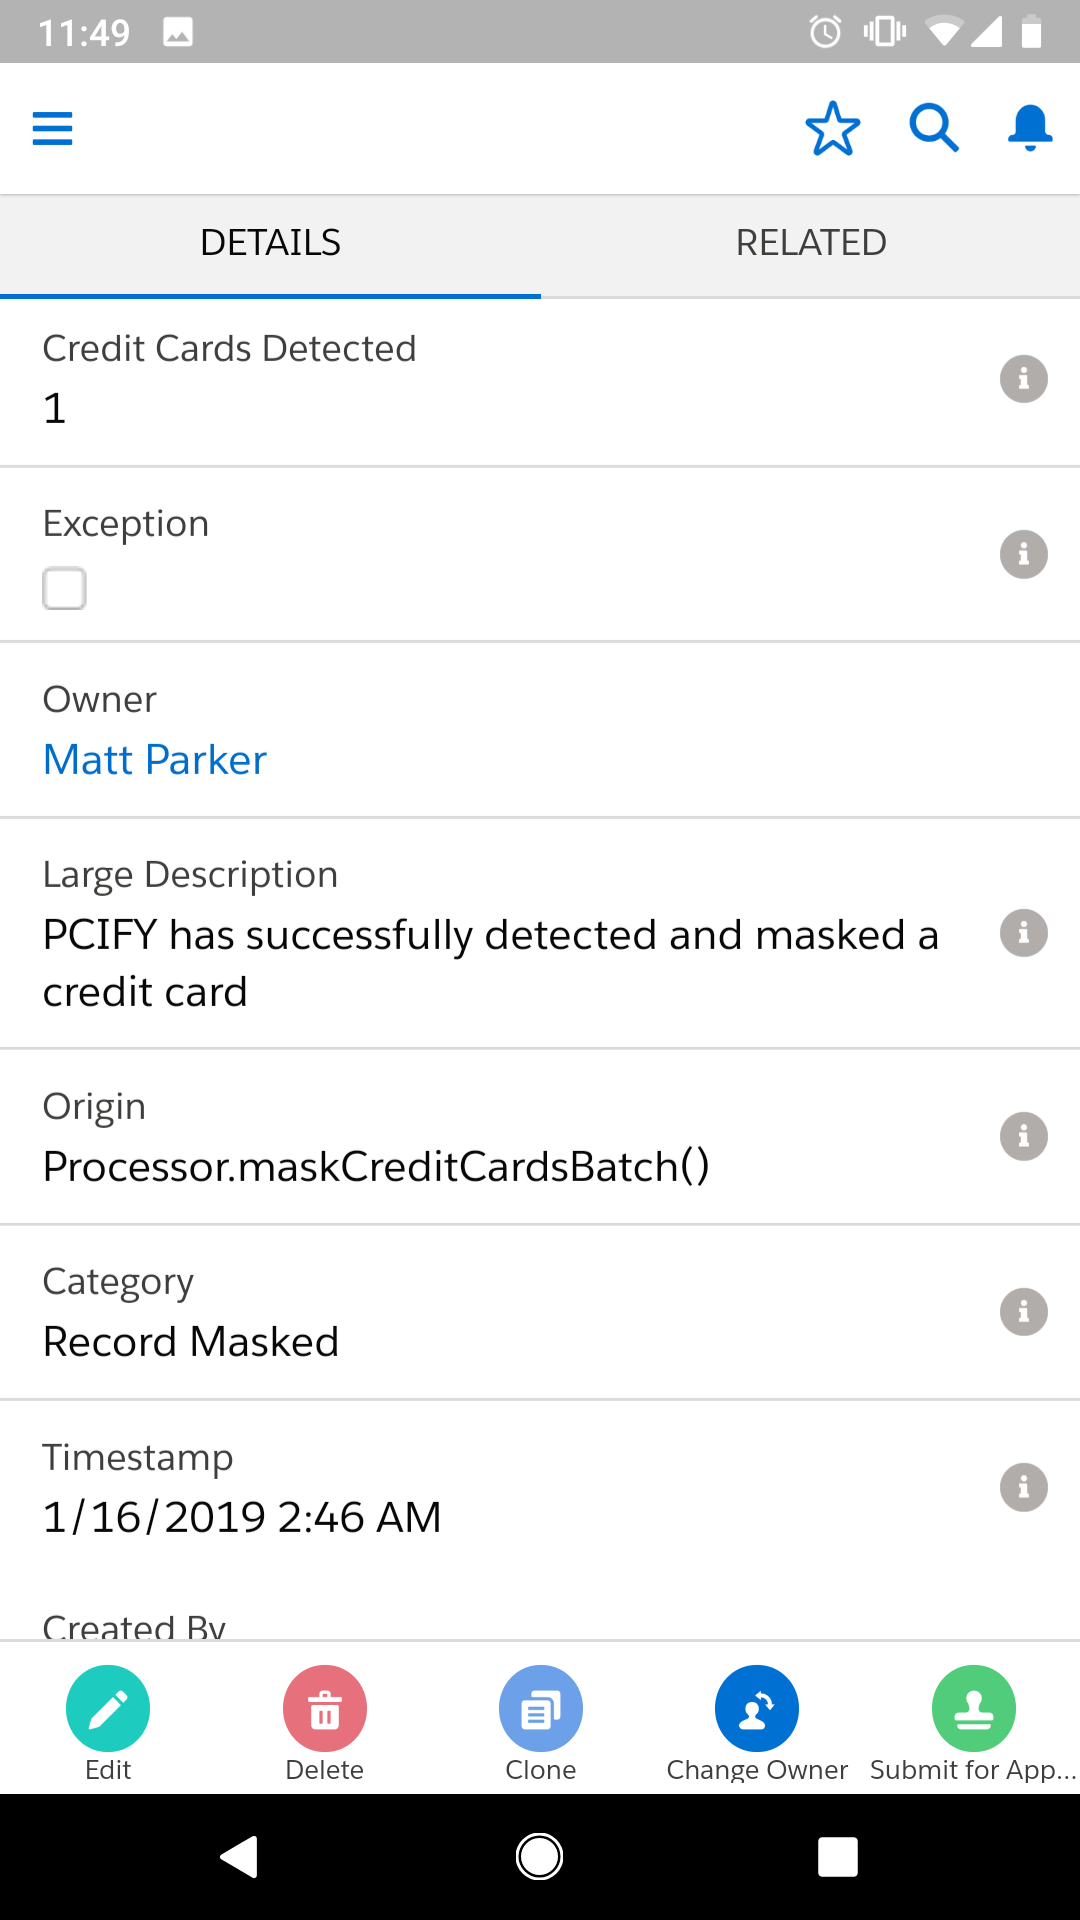 11:49
DETAILS
RELATED
Credit Cards Detected
1
Exception
Owner
Matt Parker
Large Description
PCIFY has successfully detected and masked a
credit card
Origin
Processor.maskCreditCardsBatch()
Category
Record Masked
Timestamp
1/16/2019 2:46 AM
Created By
Edit
Delete
Clone
Change Owner
Submit for App...